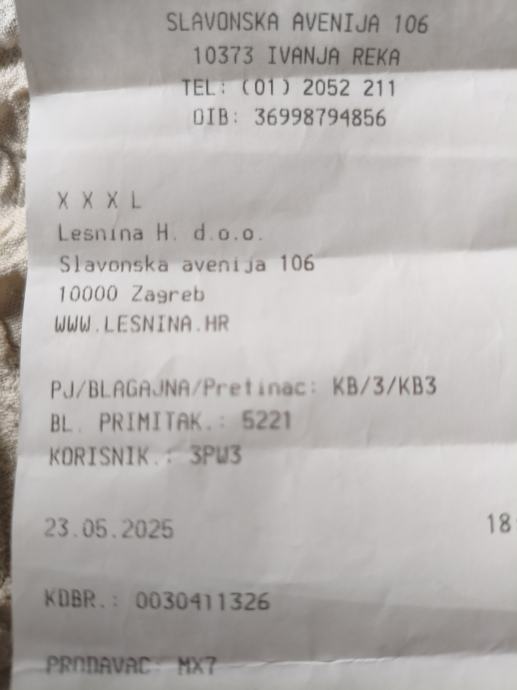 SLAVONSKA AVENIJA 106
10373 IVANJA REKA
TEL: (01) 2052 211
OIB: 36998794856
X X X L
Lesnina H. d.o.o.
Slavonska avenija 106
10000 Zagreb
WWW.LESNINA.HR
PJ/BLAGAJNA/Pretinac: KB/3/KB3
BL. PRIMITAK.: 5221
KORISNIK.: 3PW3
23.05.2025 18
KDBR.: 0030411326
PRODAVAC: MX7